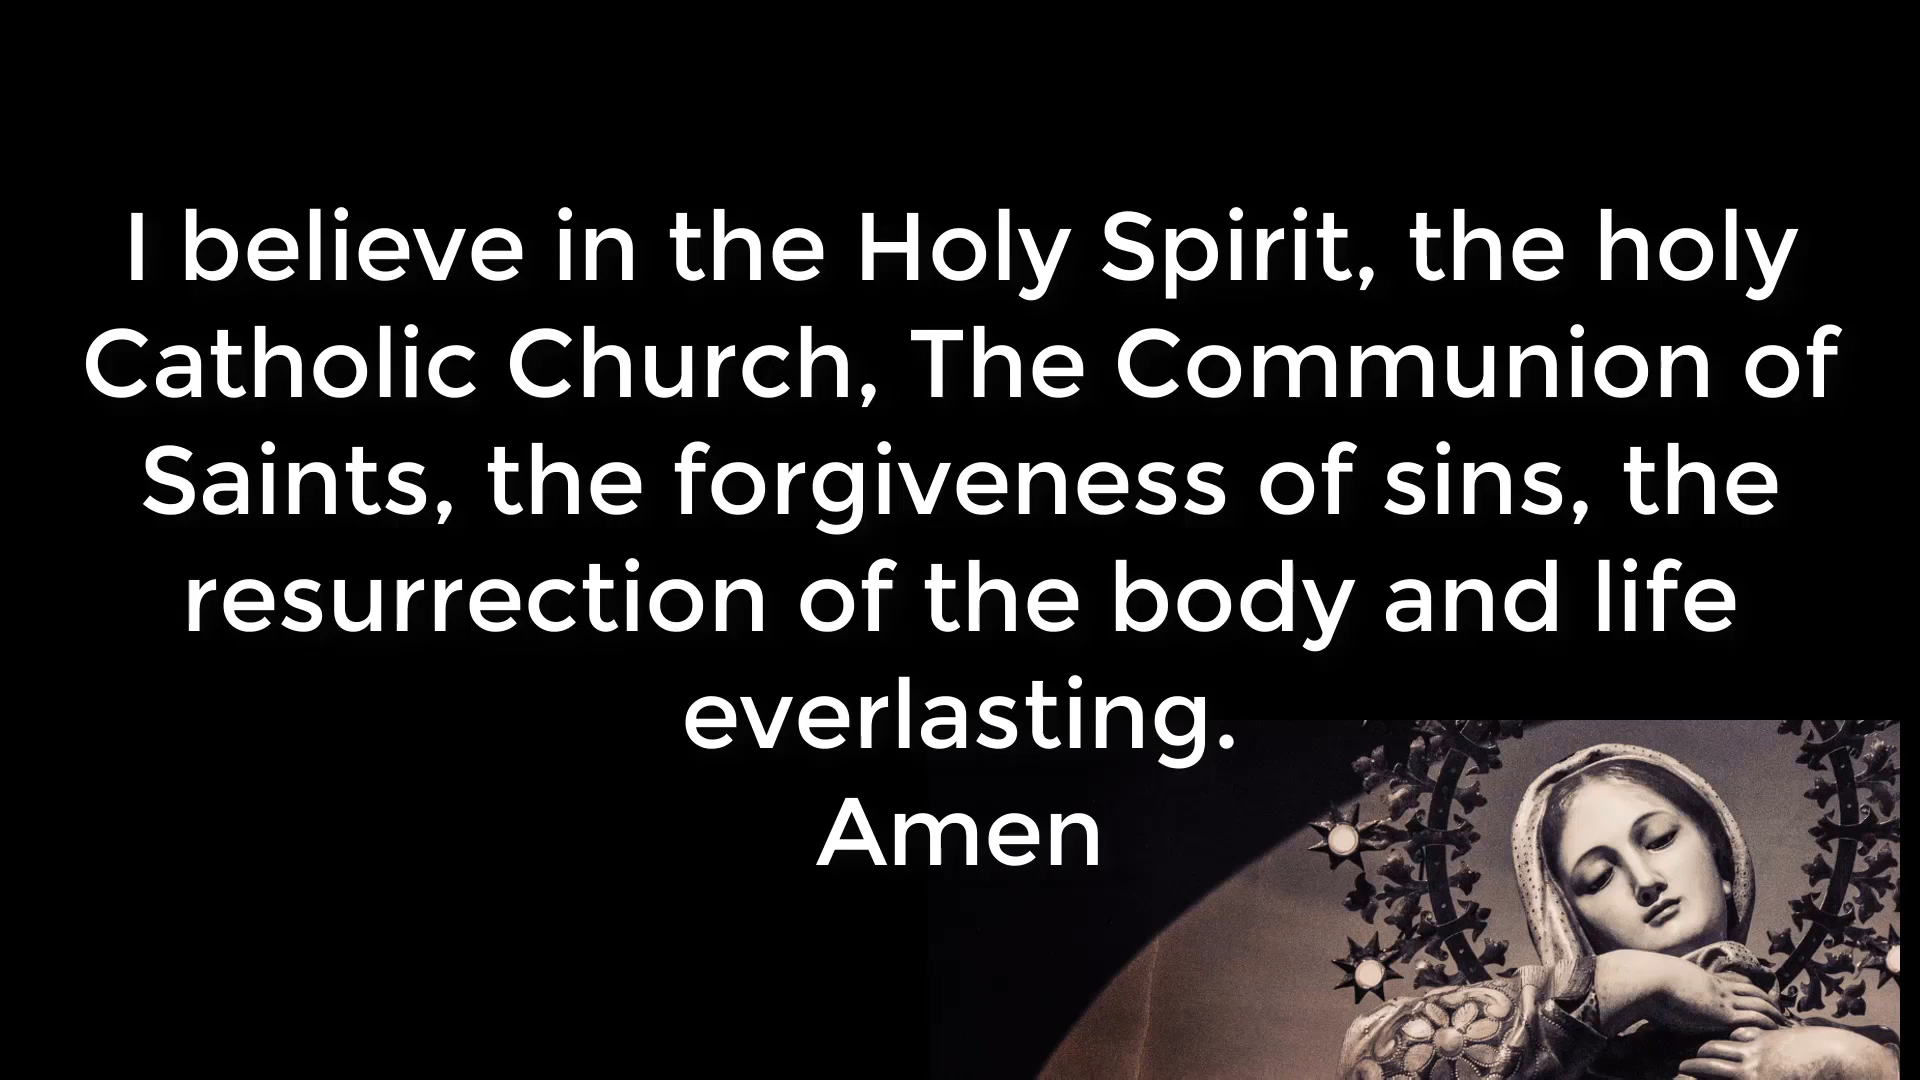 I believe in the Holy Spirit, the holy
Catholic Church, The Communion of
Saints, the forgiveness of sins, the
resurrection of the body and life
everlasting.
Amen